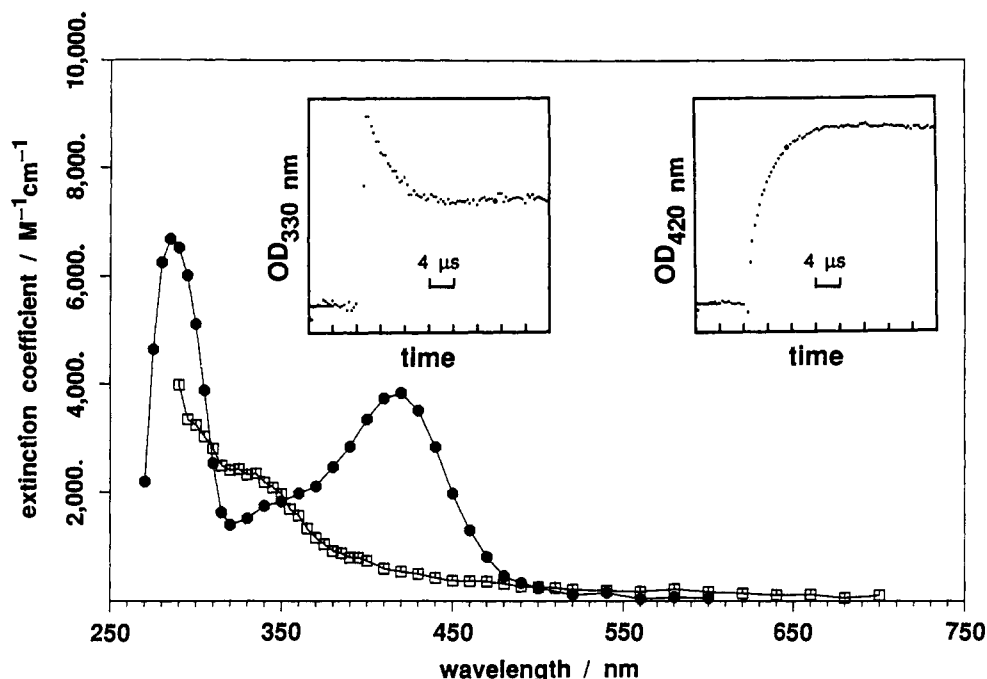 extinction coefficient / M⁻¹cm⁻¹
10,000.
8,000.
6,000.
4,000.
2,000.
OD330 nm
4 μs
time
OD420 nm
4 μs
time
250 350 450 550 650 750
wavelength / nm